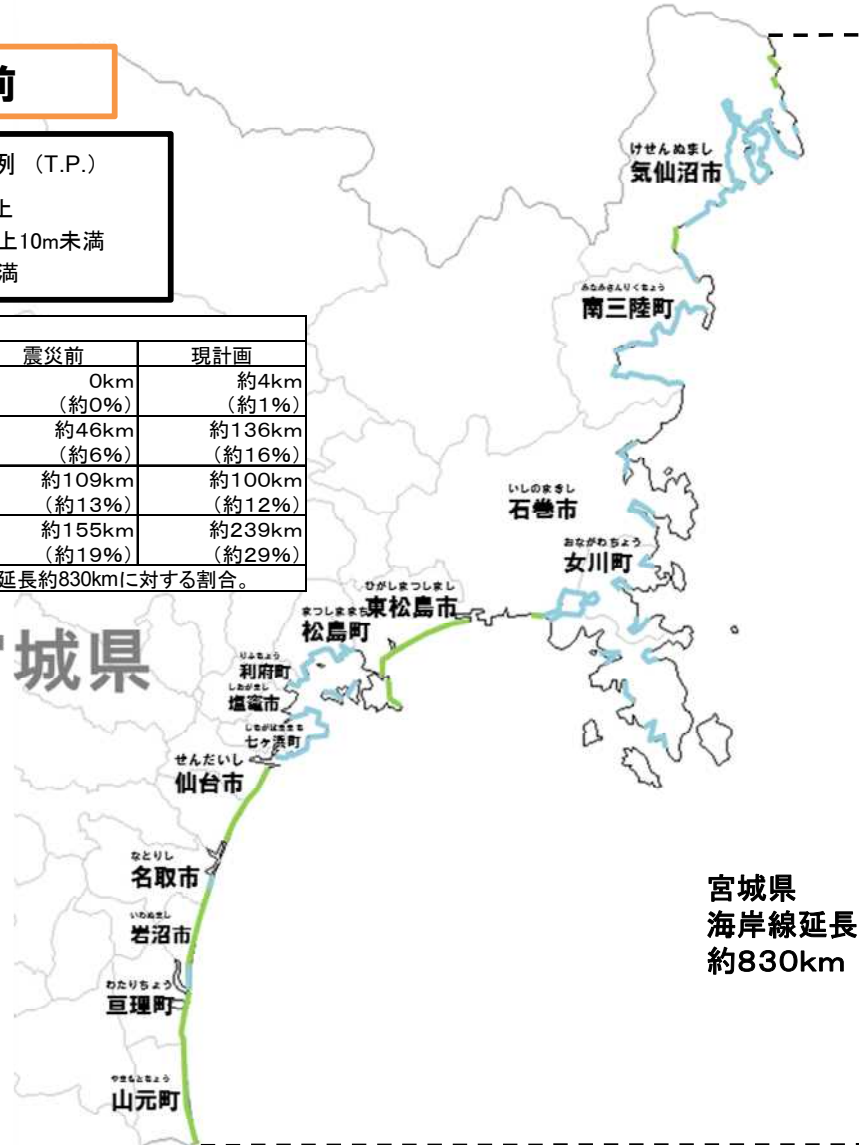 前
例 （T.P.）
上
上10m未満
満
震災前 現計画
0km 約4km
（約0%） （約1%）
約46km 約136km
（約6%） （約16%）
約109km 約100km
（約13%） （約12%）
約155km 約239km
（約19%） （約29%）
延長約830kmに対する割合。
けせんぬまし
気仙沼市
みなみさんりくちょう
南三陸町
いしのまきし
石巻市
おながわちょう
女川町
ひがしまつしまし
東松島市
まつしままち
松島町
りふちょう
利府町
しおがまし
塩竈市
しちがはままち
七ヶ浜町
せんだいし
仙台市
宮城県
なとりし
名取市
いわぬまし
岩沼市
わたりちょう
亘理町
やまもとちょう
山元町
宮城県
海岸線延長
約830km